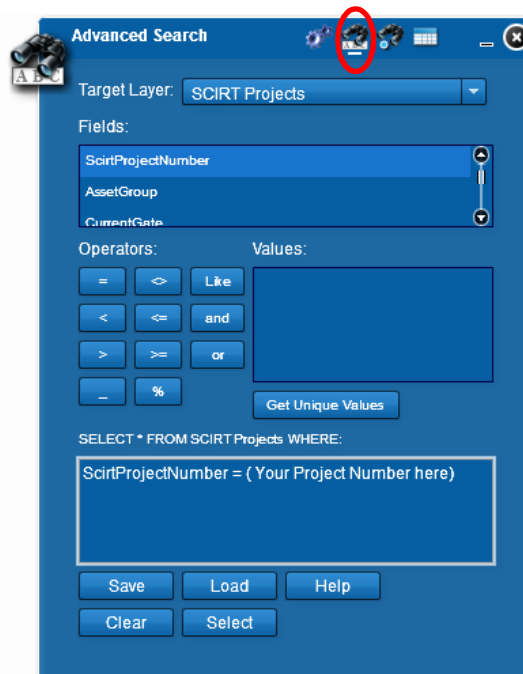 Advanced Search
ABC
Target Layer: SCIRT Projects
Fields:
ScirtProjectNumber
AssetGroup
CurrentGate
Operators: Values:
= <> Like
< <= and
> >= or
_ %
Get Unique Values
SELECT * FROM SCIRT Projects WHERE:
ScirtProjectNumber = ( Your Project Number here)
Save Load Help
Clear Select